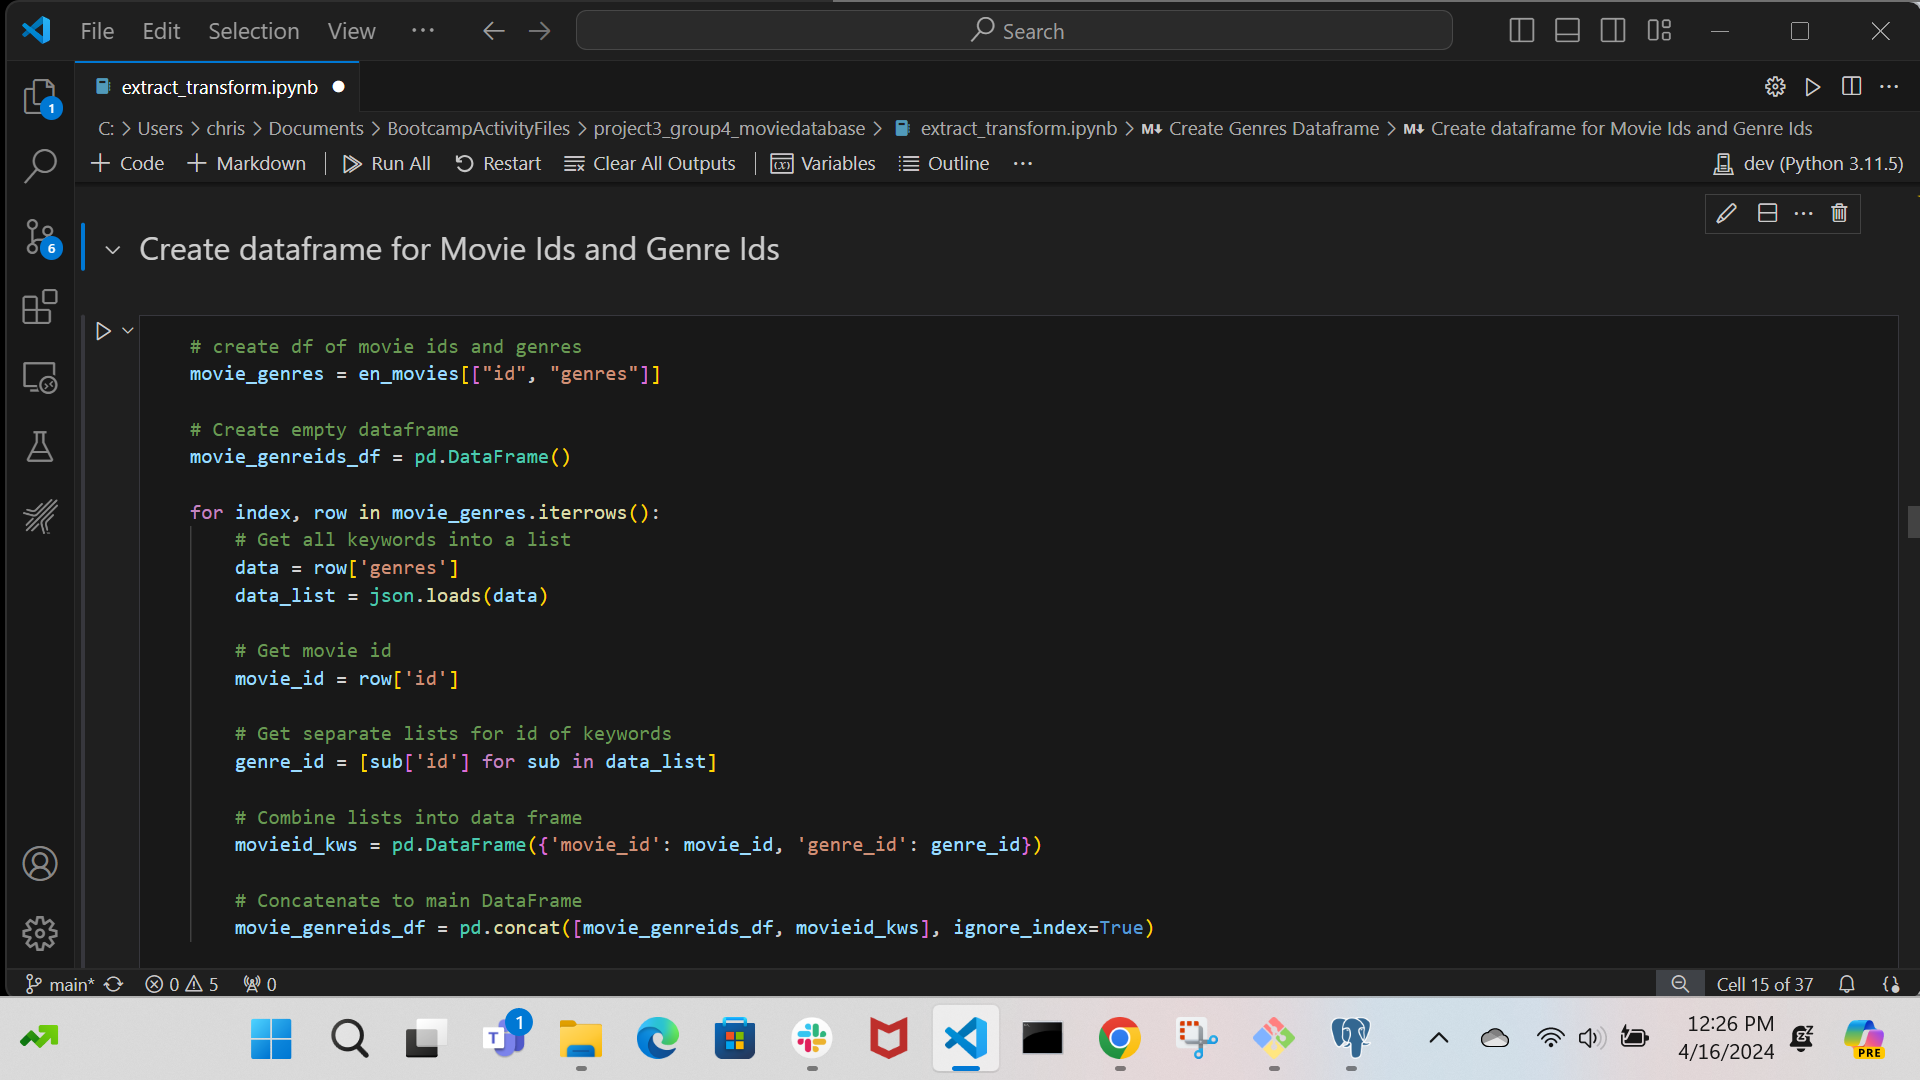 File Edit Selection View ··· Search
extract_transform.ipynb
C: > Users > chris > Documents > BootcampActivityFiles > project3_group4_moviedatabase > extract_transform.ipynb > M↓ Create Genres Dataframe > M↓ Create dataframe for Movie Ids and Genre Ids
+ Code + Markdown Run All Restart Clear All Outputs Variables Outline ··· dev (Python 3.11.5)
Create dataframe for Movie Ids and Genre Ids
# create df of movie ids and genres
movie_genres = en_movies[["id", "genres"]]
# Create empty dataframe
movie_genreids_df = pd.DataFrame()
for index, row in movie_genres.iterrows():
# Get all keywords into a list
data = row['genres']
data_list = json.loads(data)
# Get movie id
movie_id = row['id']
# Get separate lists for id of keywords
genre_id = [sub['id'] for sub in data_list]
# Combine lists into data frame
movieid_kws = pd.DataFrame({'movie_id': movie_id, 'genre_id': genre_id})
# Concatenate to main DataFrame
movie_genreids_df = pd.concat([movie_genreids_df, movieid_kws], ignore_index=True)
1
6
main* 0 5 0 Cell 15 of 37
1
T
12:26 PM
4/16/2024
PRE